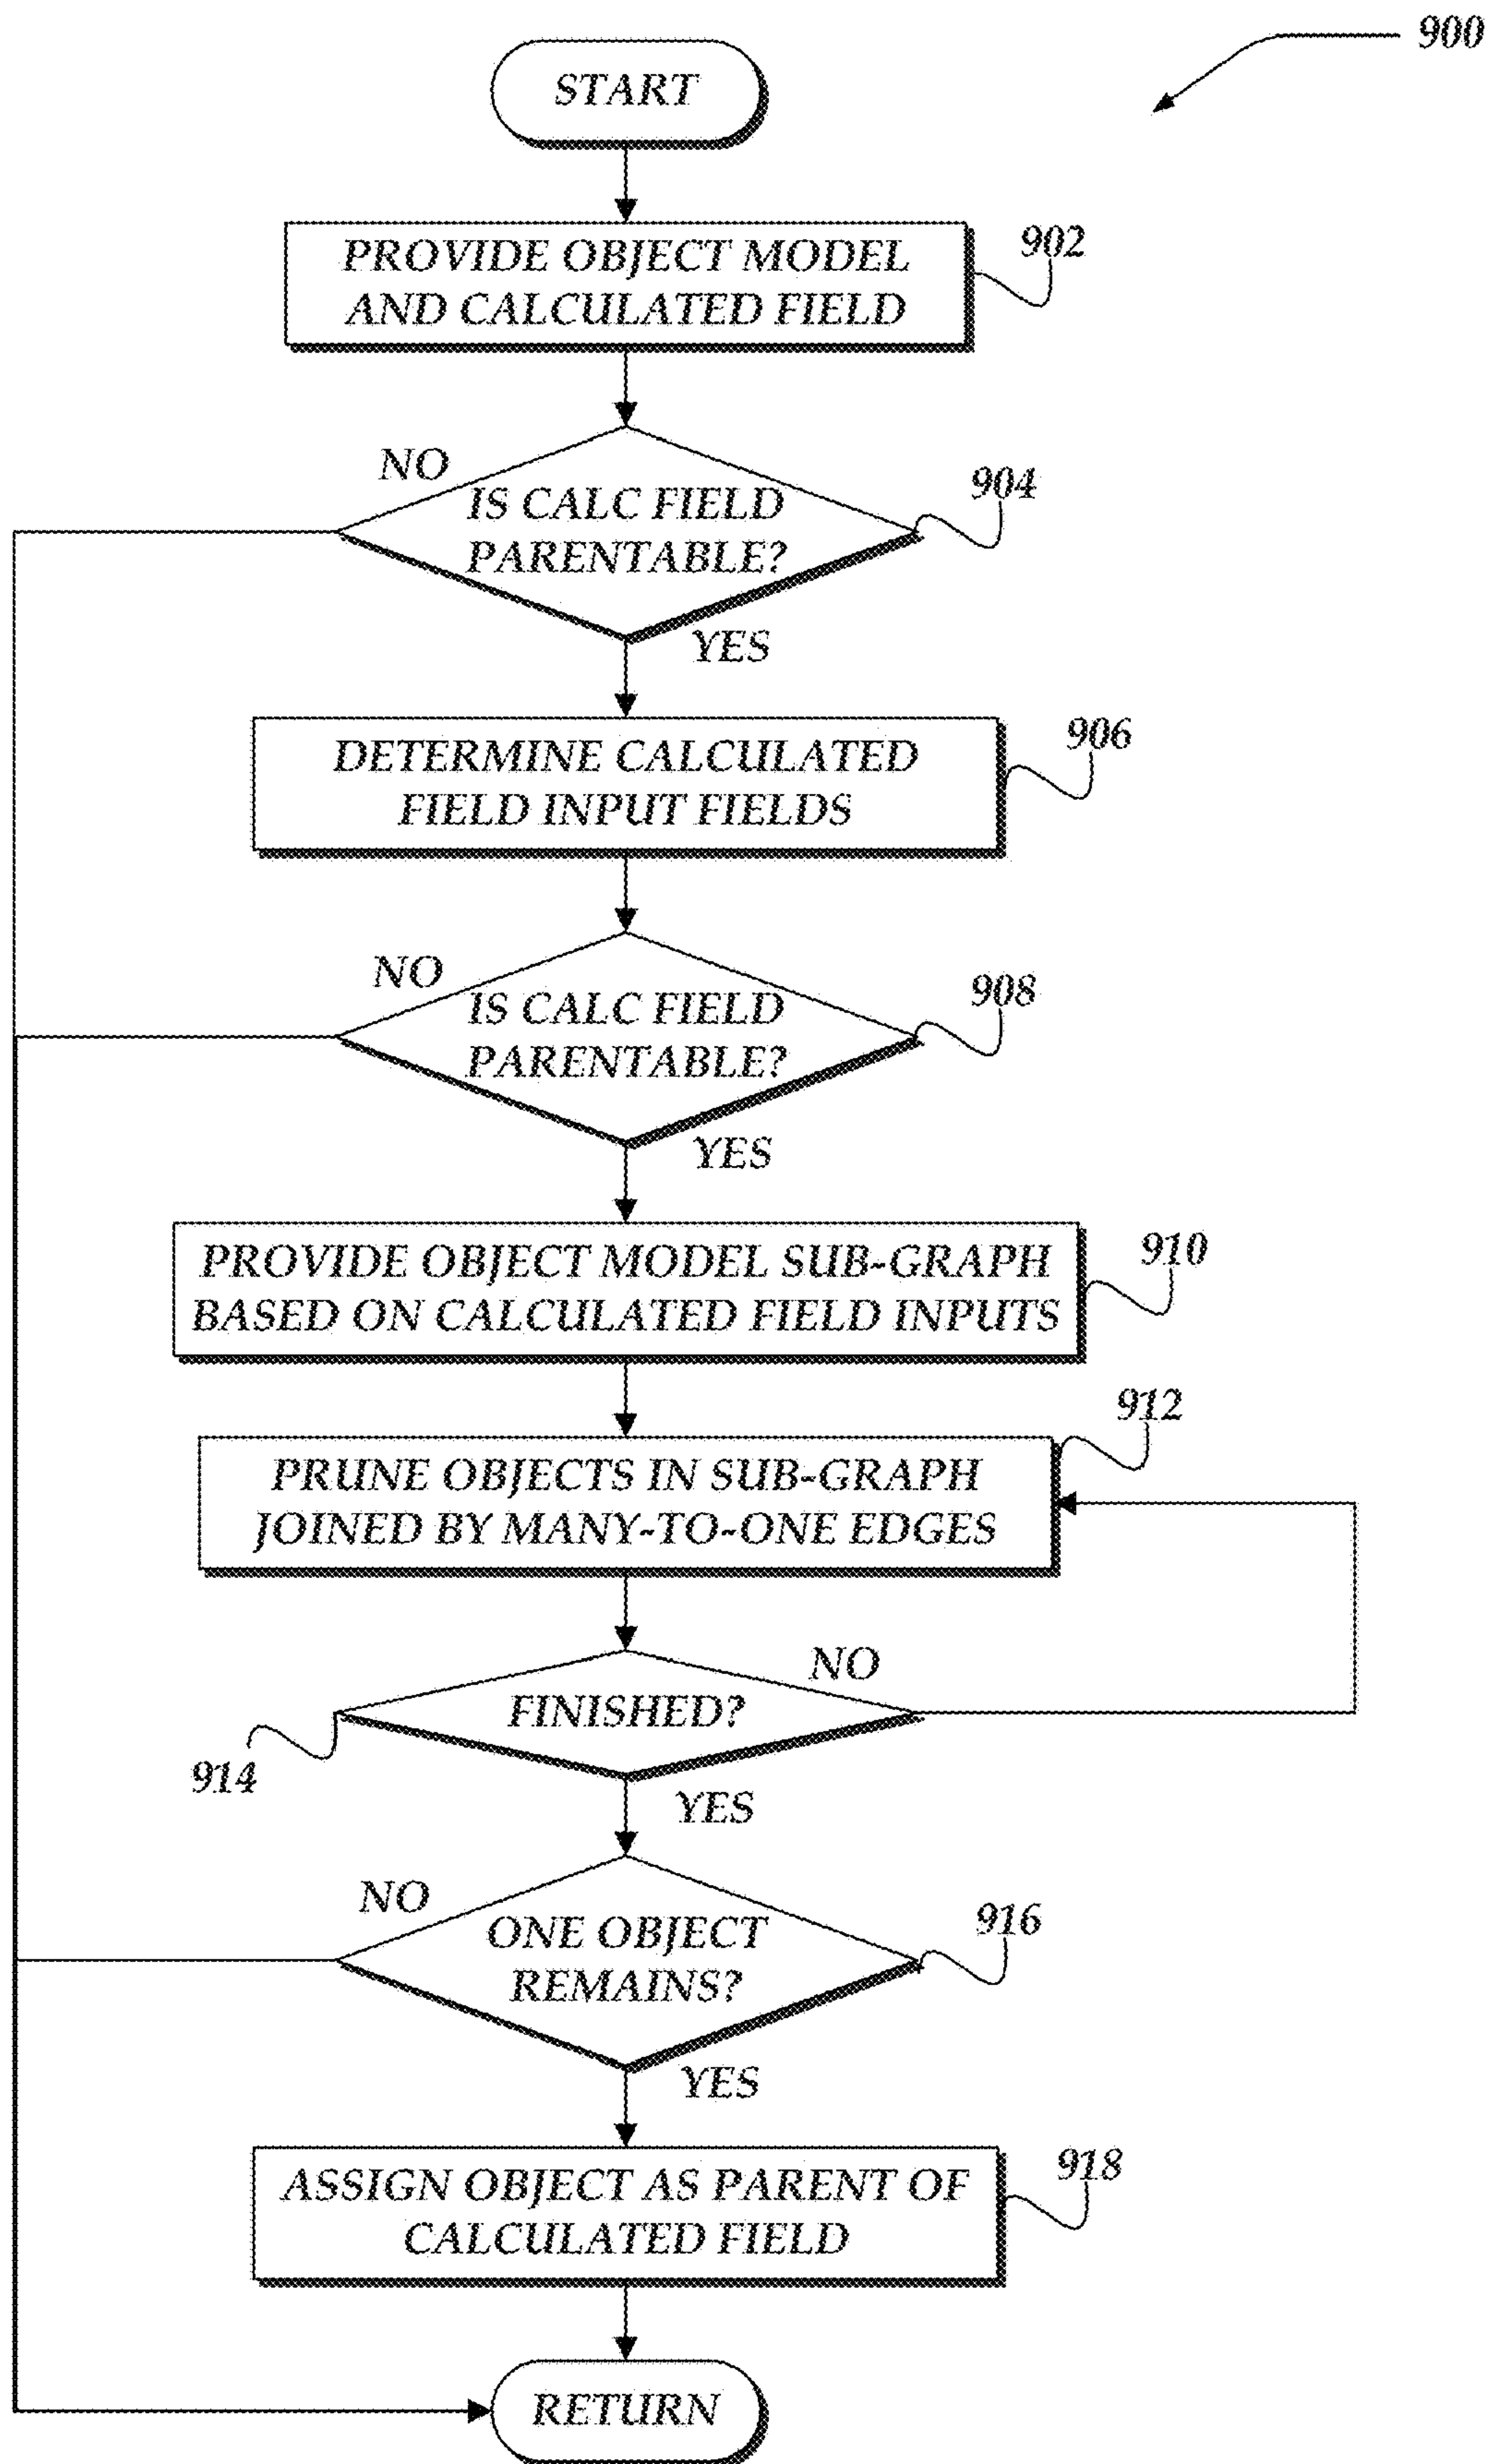 900
START
PROVIDE OBJECT MODEL
AND CALCULATED FIELD
902
NO
IS CALC FIELD
PARENTABLE?
904
YES
DETERMINE CALCULATED
FIELD INPUT FIELDS
906
NO
IS CALC FIELD
PARENTABLE?
908
YES
PROVIDE OBJECT MODEL SUB-GRAPH
BASED ON CALCULATED FIELD INPUTS
910
PRUNE OBJECTS IN SUB-GRAPH
JOINED BY MANY-TO-ONE EDGES
912
NO
FINISHED?
914
YES
NO
ONE OBJECT
REMAINS?
916
YES
ASSIGN OBJECT AS PARENT OF
CALCULATED FIELD
918
RETURN